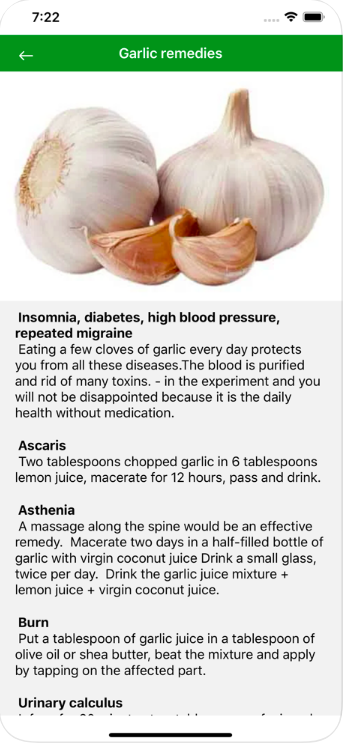 7:22
Garlic remedies
Insomnia, diabetes, high blood pressure,
repeated migraine
Eating a few cloves of garlic every day protects
you from all these diseases.The blood is purified
and rid of many toxins. - in the experiment and you
will not be disappointed because it is the daily
health without medication.
Ascaris
Two tablespoons chopped garlic in 6 tablespoons
lemon juice, macerate for 12 hours, pass and drink.
Asthenia
A massage along the spine would be an effective
remedy.  Macerate two days in a half-filled bottle of
garlic with virgin coconut juice Drink a small glass,
twice per day.  Drink the garlic juice mixture +
lemon juice + virgin coconut juice.
Burn
Put a tablespoon of garlic juice in a tablespoon of
olive oil or shea butter, beat the mixture and apply
by tapping on the affected part.
Urinary calculus